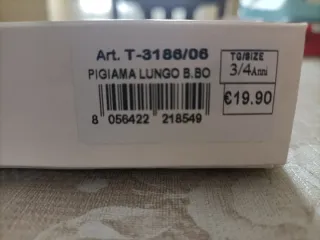 Art. T-3186/06
TG/SIZE
3/4Anni
PIGIAMA LUNGO B.BO
€19.90
8 056422 218549